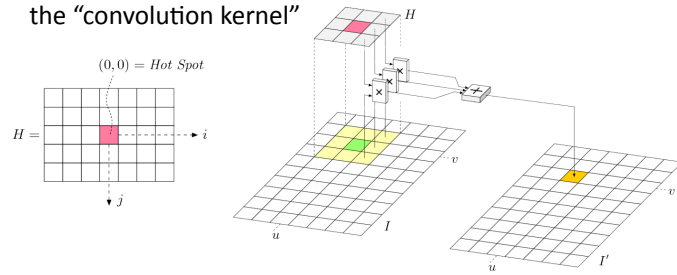 the “convolution kernel”
(0, 0) = Hot Spot
H =
i
j
H
×
×
×
+
v
I
u
v
I′
u